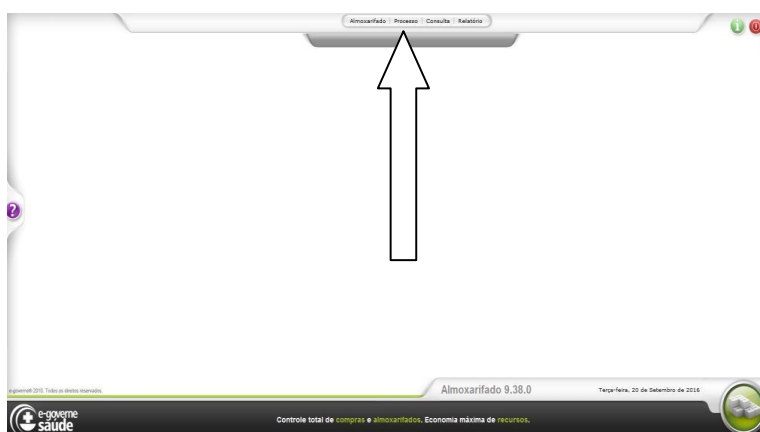 Almoxarifado | Processo | Consulta | Relatório
?
e-governe® 2010. Todos os direitos reservados.
Almoxarifado 9.38.0
Terça-feira, 20 de Setembro de 2016
e-governe
saúde
Controle total de compras e almoxarifados. Economia máxima de recursos.